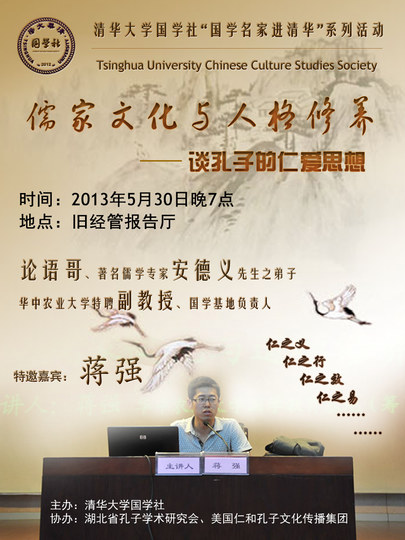 清华大学国学社
国学社
2012
清华大学国学社“国学名家进清华”系列活动
Tsinghua University Chinese Culture Studies Society
儒家文化与人格修养
——谈孔子的仁爱思想
时间：2013年5月30日晚7点
地点：旧经管报告厅
论语哥、著名儒学专家安德义先生之弟子
华中农业大学特聘副教授、国学基地负责人
特邀嘉宾：蒋强
仁之义
仁之行
仁之效
仁之易
······
······
主讲人 蒋强
主办：清华大学国学社
协办：湖北省孔子学术研究会、美国仁和孔子文化传播集团